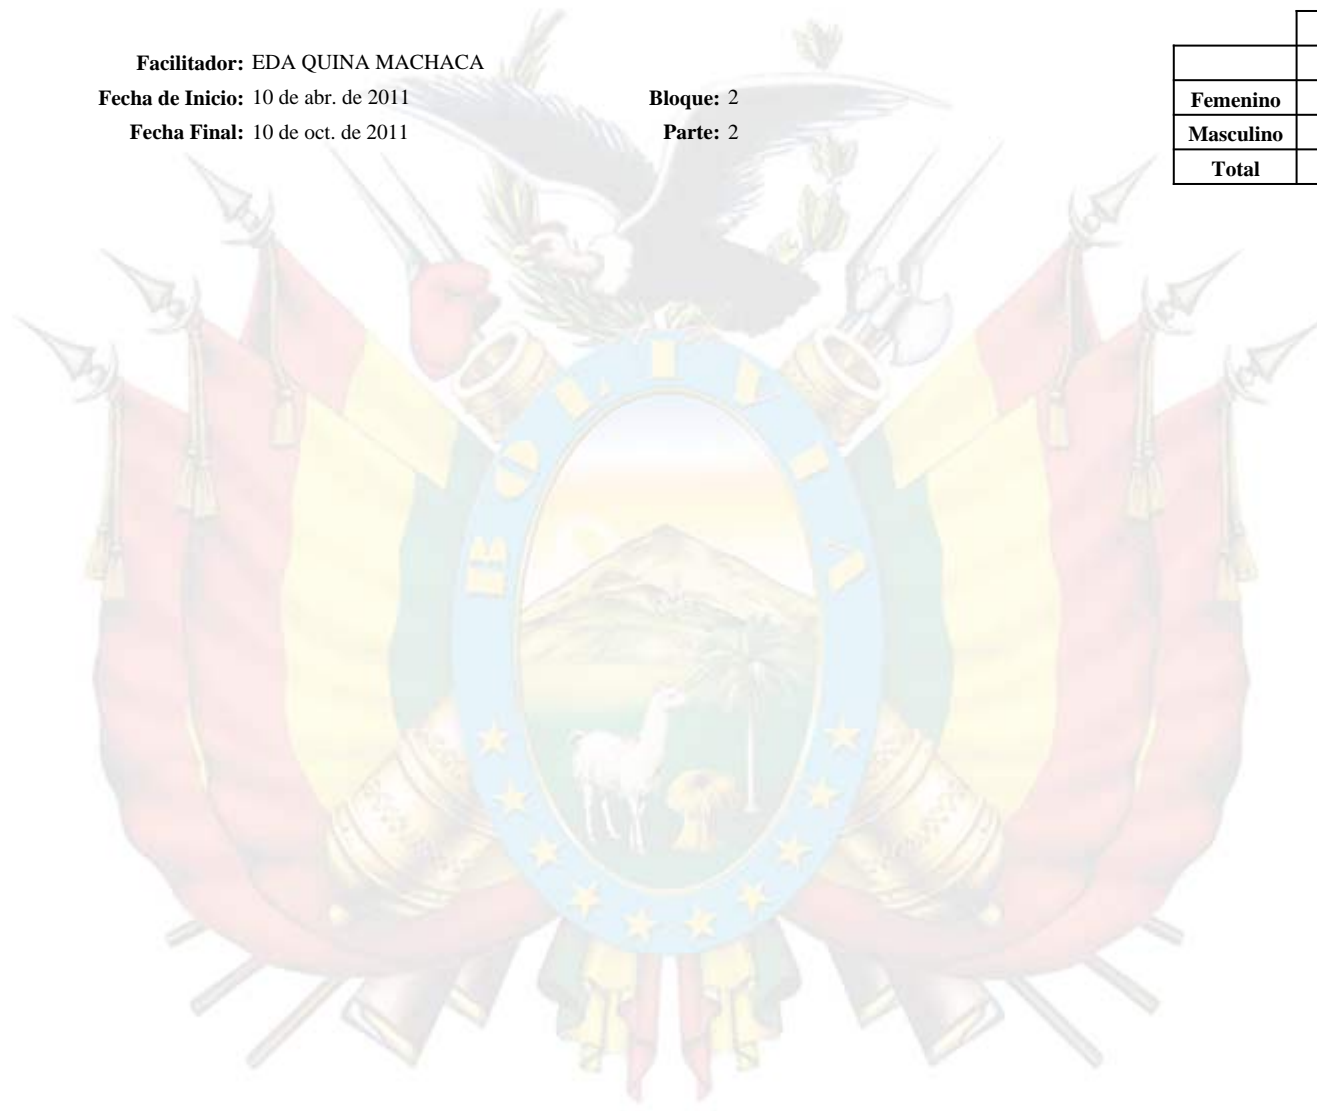 Facilitador: EDA QUINA MACHACA
Fecha de Inicio: 10 de abr. de 2011 Bloque: 2
Fecha Final: 10 de oct. de 2011 Parte: 2
Femenino
Masculino
Total
BOLIVIA